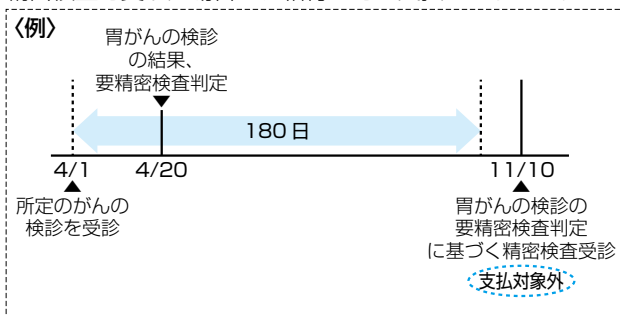 〈例〉
胃がんの検診
の結果、
要精密検査判定
180日
4/1
4/20
11/10
所定のがんの
検診を受診
胃がんの検診の
要精密検査判定
に基づく精密検査受診
支払対象外